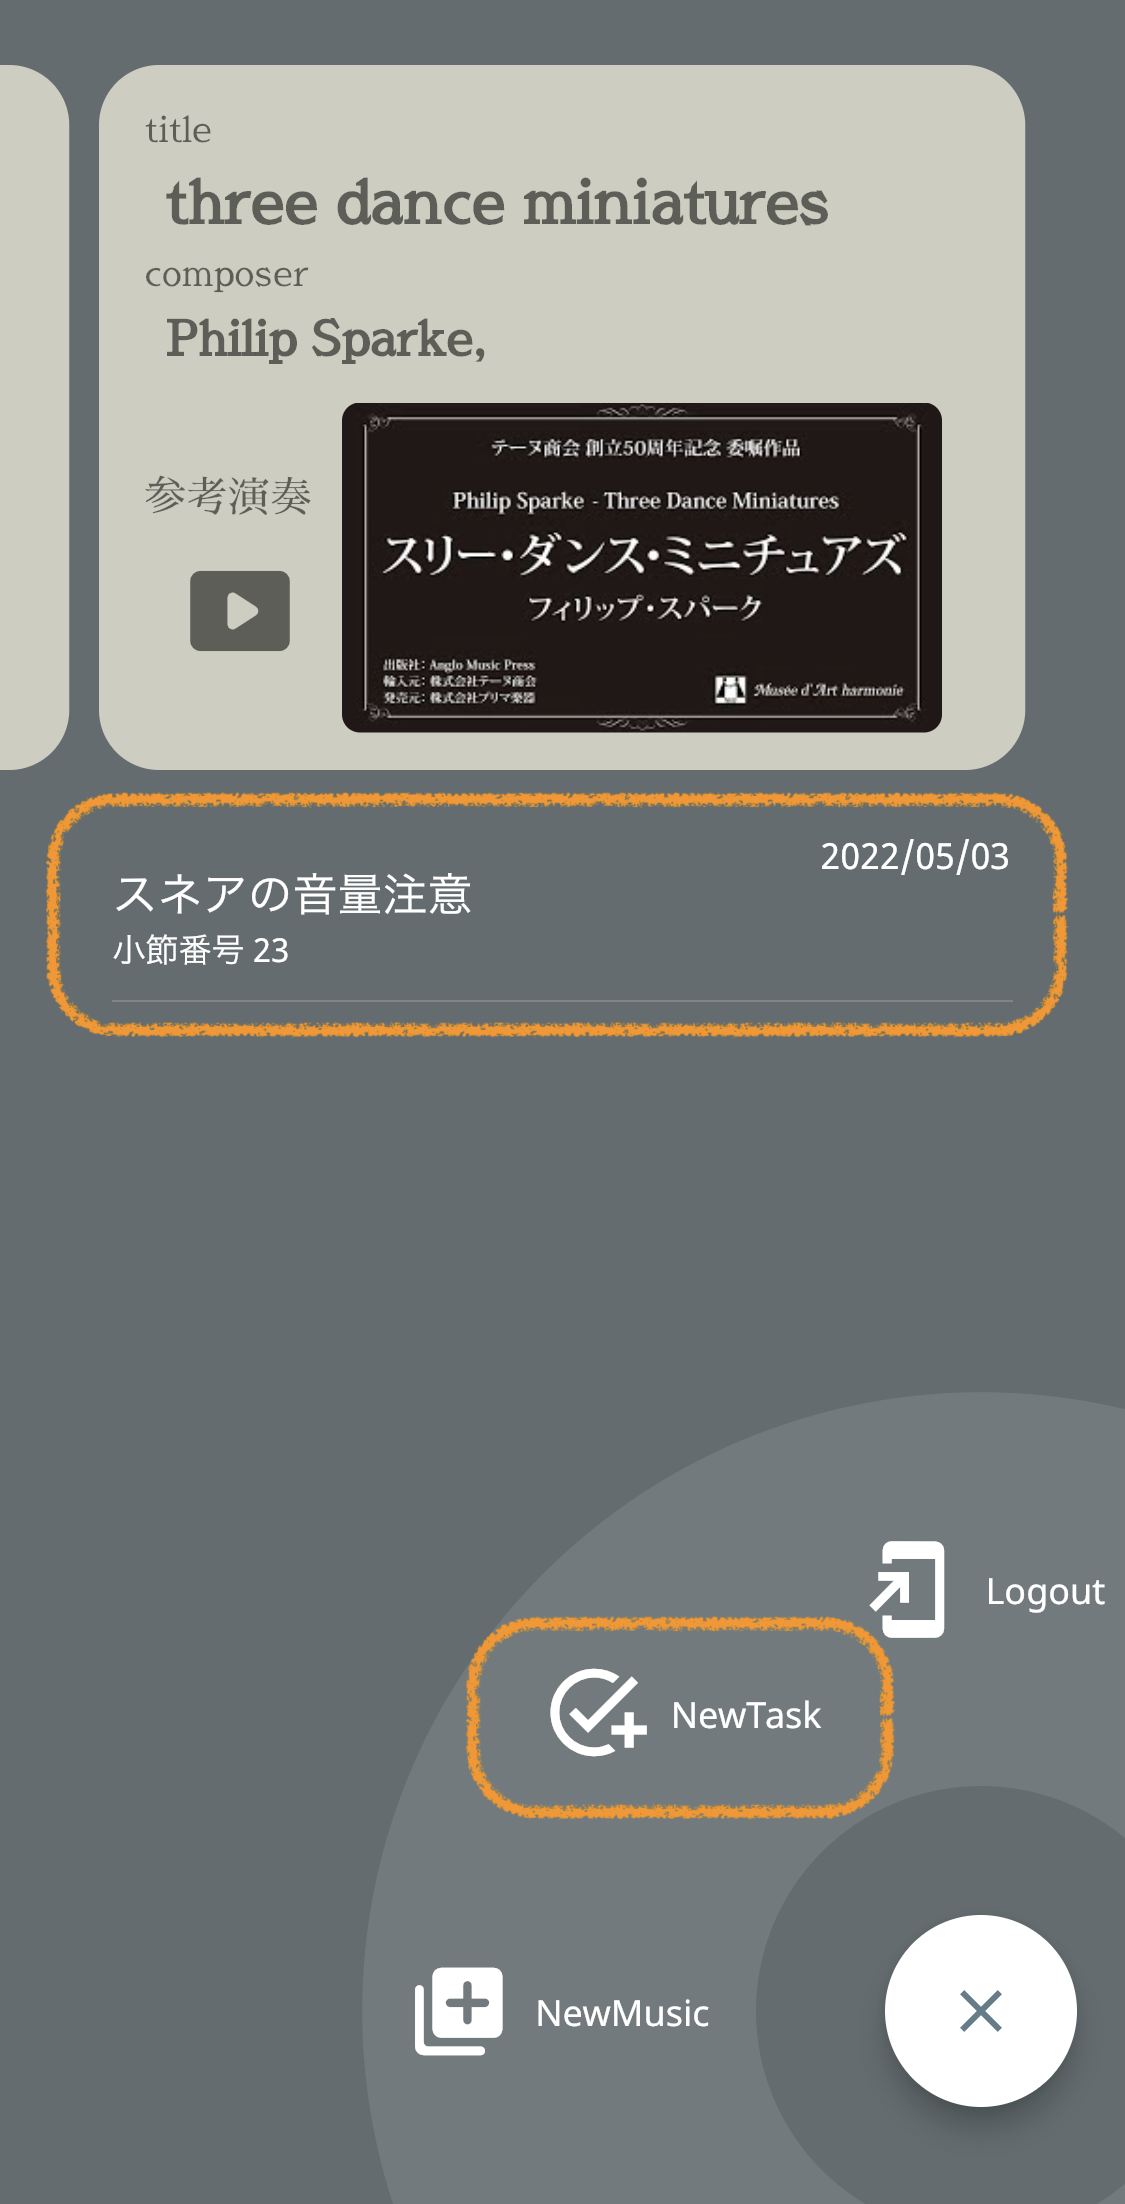 title
three dance miniatures
composer
Philip Sparke,
参考演奏
テーヌ商会 創立50周年記念 委嘱作品
Philip Sparke - Three Dance Miniatures
スリー・ダンス・ミニチュアズ
フィリップ・スパーク
出版社: Anglo Music Press
輸入元: 株式会社テーヌ商会
発売元: 株式会社プリマ楽器
Musée d'Art harmonie
2022/05/03
スネアの音量注意
小節番号 23
Logout
NewTask
NewMusic